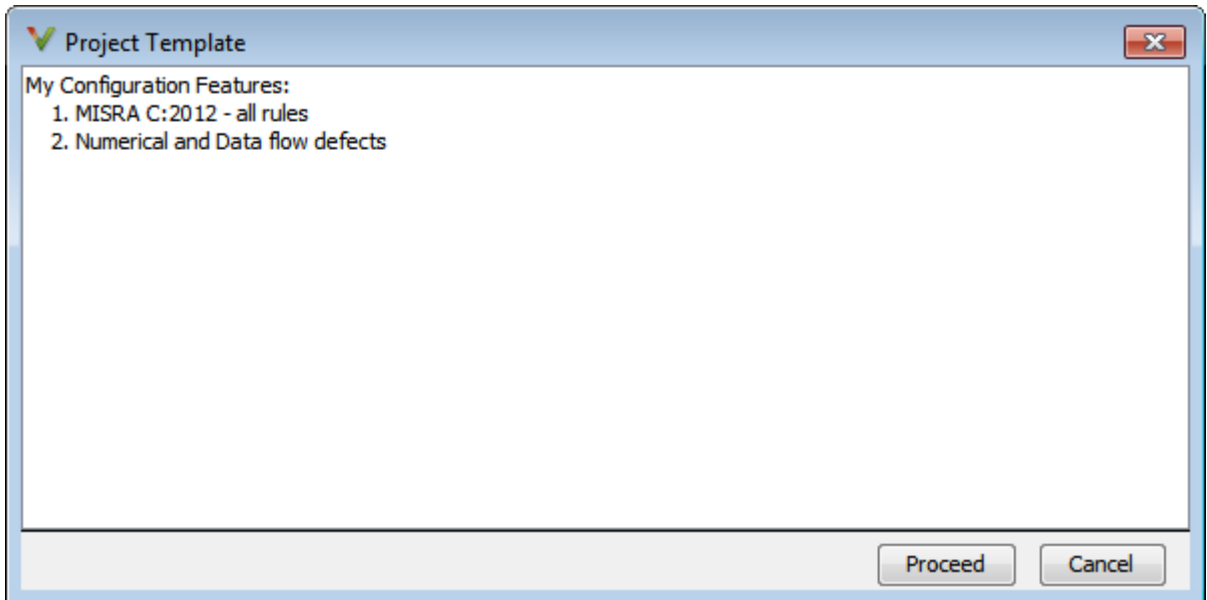 Project Template
My Configuration Features:
1. MISRA C:2012 - all rules
2. Numerical and Data flow defects
Proceed Cancel